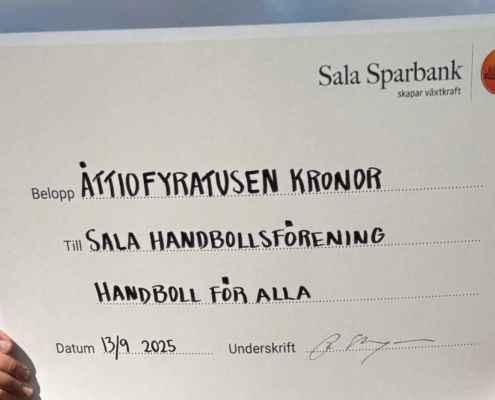 Sala Sparbank
skapar växtkraft
Belopp ÅTTIOFYRATUSEN KRONOR
Till SALA HANDBOLLSFÖRENING
HANDBOLL FÖR ALLA
Datum 13/9 2025 Underskrift